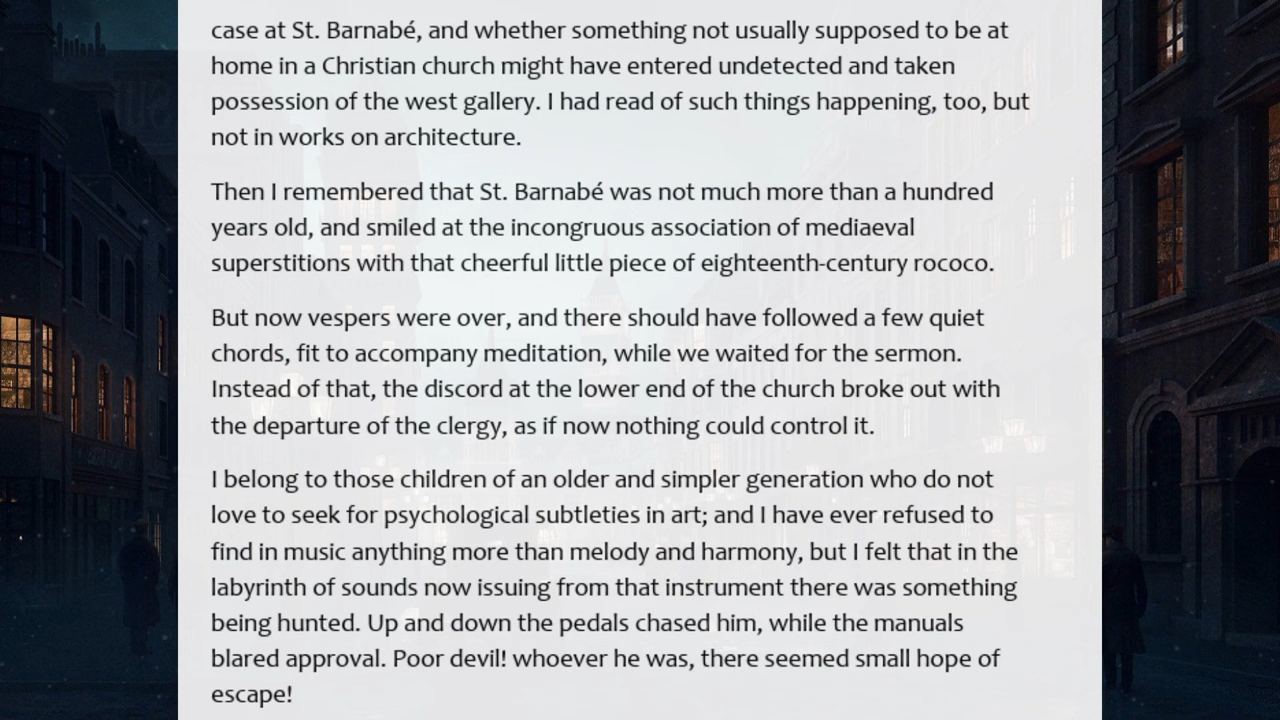 case at St. Barnabé, and whether something not usually supposed to be at
home in a Christian church might have entered undetected and taken
possession of the west gallery. I had read of such things happening, too, but
not in works on architecture.
Then I remembered that St. Barnabé was not much more than a hundred
years old, and smiled at the incongruous association of mediaeval
superstitions with that cheerful little piece of eighteenth-century rococo.
But now vespers were over, and there should have followed a few quiet
chords, fit to accompany meditation, while we waited for the sermon.
Instead of that, the discord at the lower end of the church broke out with
the departure of the clergy, as if now nothing could control it.
I belong to those children of an older and simpler generation who do not
love to seek for psychological subtleties in art; and I have ever refused to
find in music anything more than melody and harmony, but I felt that in the
labyrinth of sounds now issuing from that instrument there was something
being hunted. Up and down the pedals chased him, while the manuals
blared approval. Poor devil! whoever he was, there seemed small hope of
escape!